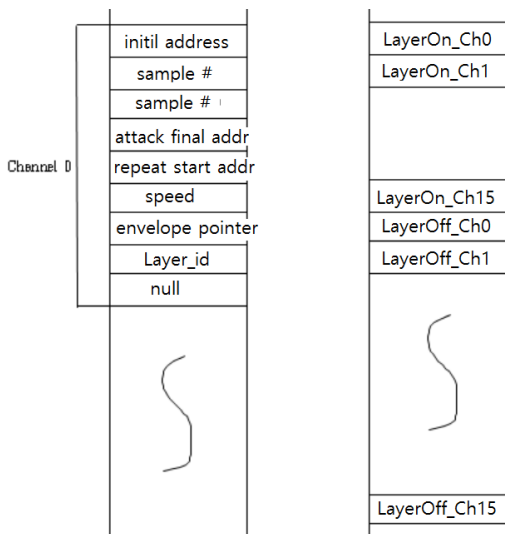 initil address
sample #
sample #
attack final addr
repeat start addr
speed
envelope pointer
Layer_id
null
Channel 0
LayerOn_Ch0
LayerOn_Ch1
LayerOn_Ch15
LayerOff_Ch0
LayerOff_Ch1
LayerOff_Ch15